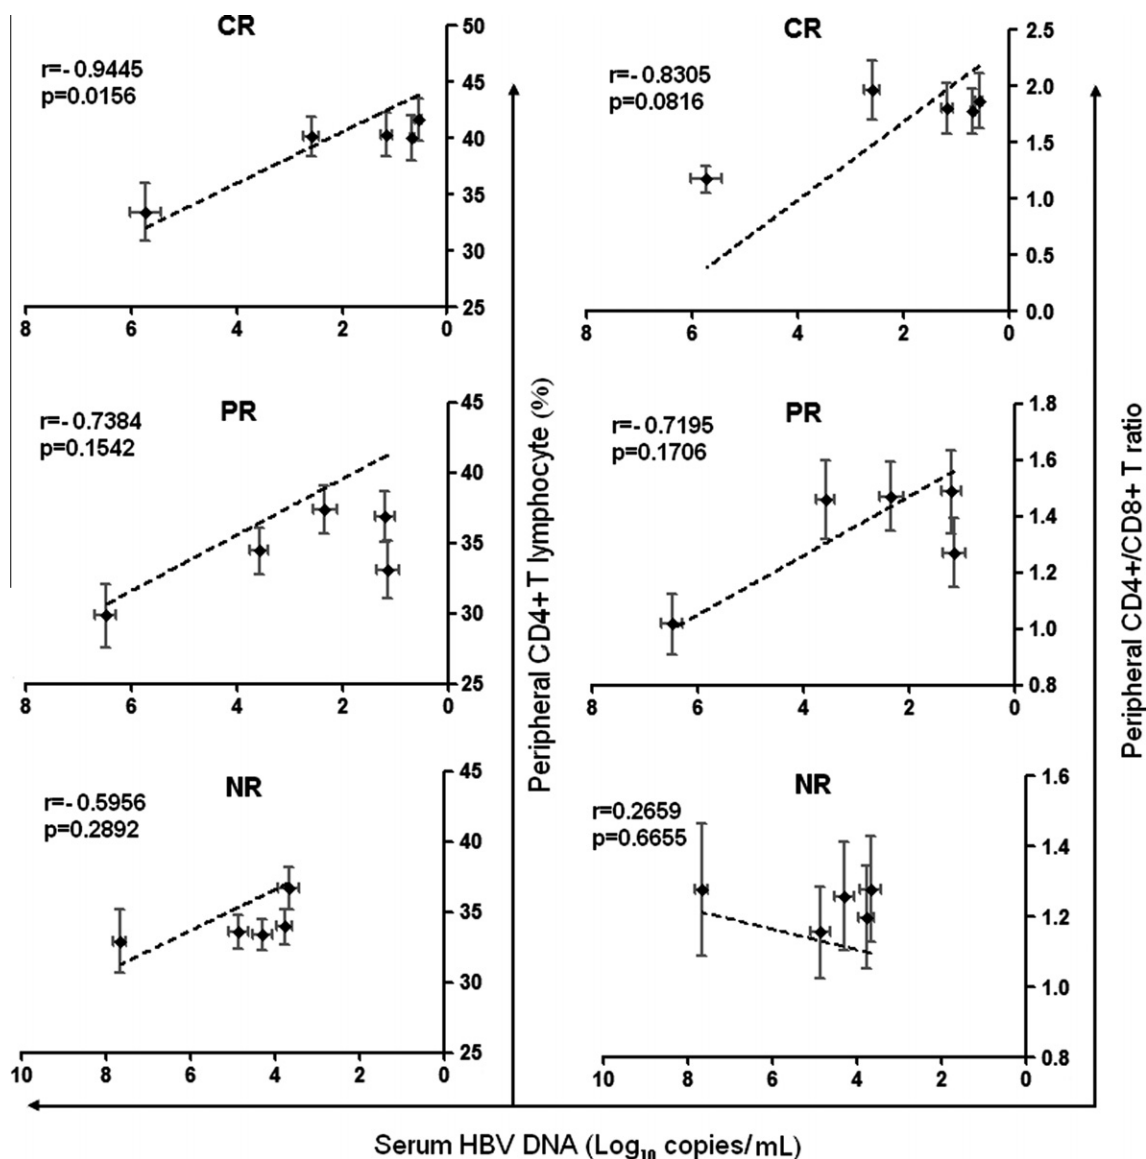 CR
r=- 0.9445
p=0.0156
50
45
40
35
30
25
8 6 4 2 0
CR
r=- 0.8305
p=0.0816
2.5
2.0
1.5
1.0
0.5
0.0
8 6 4 2 0
PR
r=- 0.7384
p=0.1542
45
40
35
30
25
8 6 4 2 0
PR
r=- 0.7195
p=0.1706
1.8
1.6
1.4
1.2
1.0
0.8
8 6 4 2 0
NR
r=- 0.5956
p=0.2892
45
40
35
30
25
10 8 6 4 2 0
NR
r=0.2659
p=0.6655
1.6
1.4
1.2
1.0
0.8
10 8 6 4 2 0
Peripheral CD4+ T lymphocyte (%)
Peripheral CD4+/CD8+ T ratio
Serum HBV DNA (Log₁₀ copies/mL)